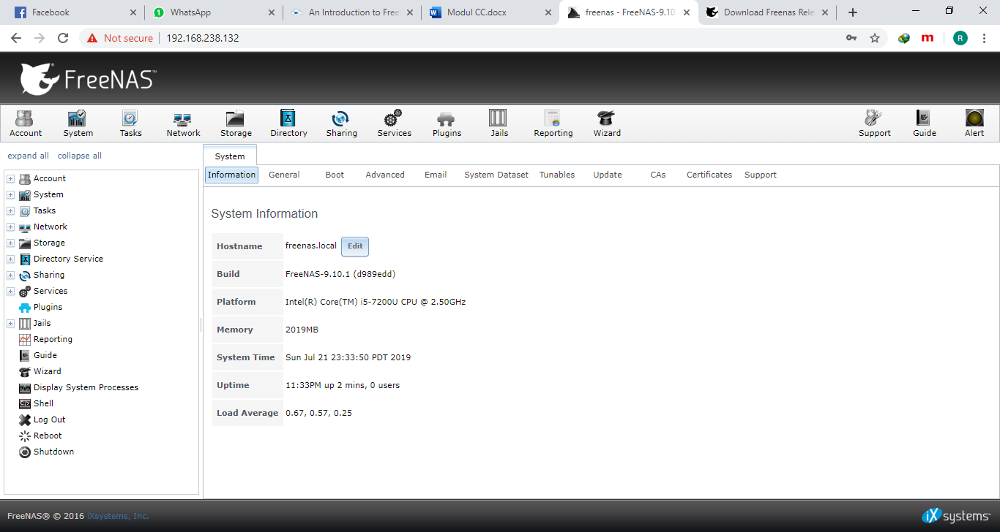 Facebook
WhatsApp
An Introduction to Free
Modul CC.docx
freenas - FreeNAS-9.10
Download Freenas Rele
Not secure
192.168.238.132
m
R
FreeNAS™
Account System Tasks Network Storage Directory Sharing Services Plugins Jails Reporting Wizard Support Guide Alert
expand all collapse all
Account
System
Tasks
Network
Storage
Directory Service
Sharing
Services
Plugins
Jails
Reporting
Guide
Wizard
Display System Processes
Shell
Log Out
Reboot
Shutdown
System
Information General Boot Advanced Email System Dataset Tunables Update CAs Certificates Support
System Information
Hostname freenas.local Edit
Build FreeNAS-9.10.1 (d989edd)
Platform Intel(R) Core(TM) i5-7200U CPU @ 2.50GHz
Memory 2019MB
System Time Sun Jul 21 23:33:50 PDT 2019
Uptime 11:33PM up 2 mins, 0 users
Load Average 0.67, 0.57, 0.25
FreeNAS® © 2016 iXsystems, Inc.
iXsystems